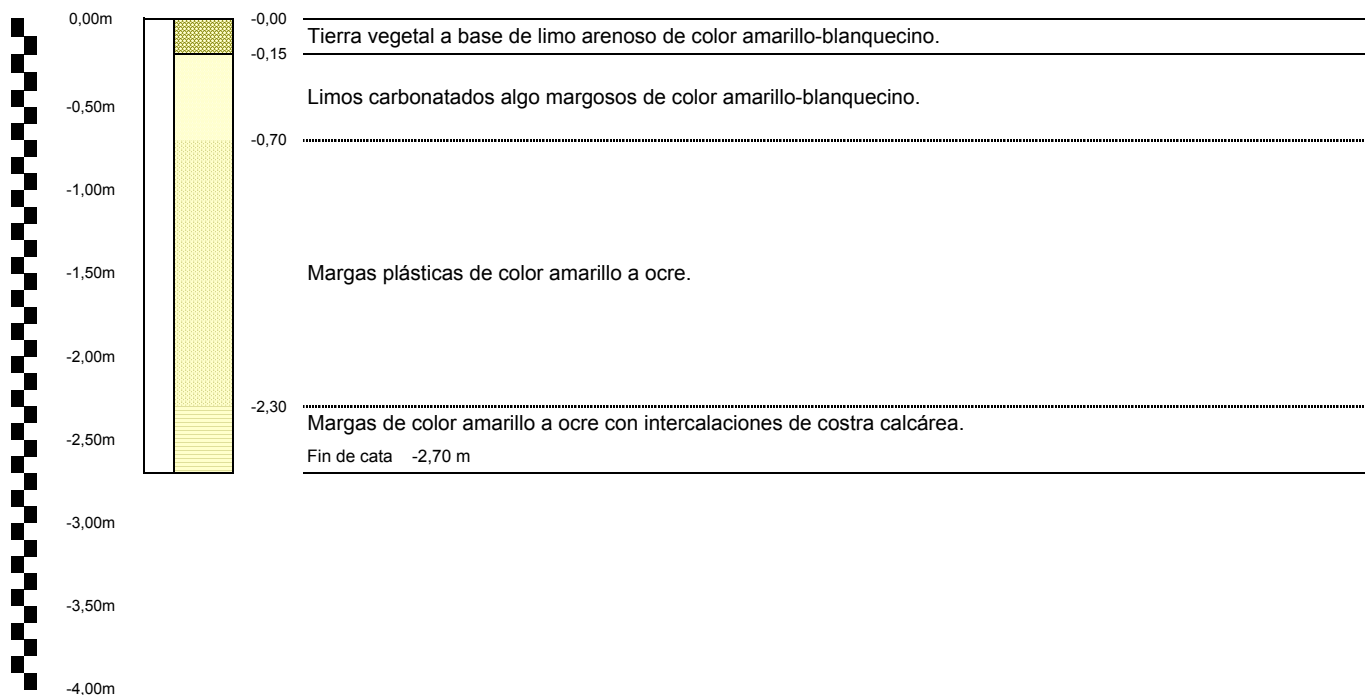 0,00m
-0,00
Tierra vegetal a base de limo arenoso de color amarillo-blanquecino.
-0,15
Limos carbonatados algo margosos de color amarillo-blanquecino.
-0,50m
-0,70
-1,00m
Margas plásticas de color amarillo a ocre.
-1,50m
-2,00m
-2,30
Margas de color amarillo a ocre con intercalaciones de costra calcárea.
-2,50m
Fin de cata -2,70 m
-3,00m
-3,50m
-4,00m